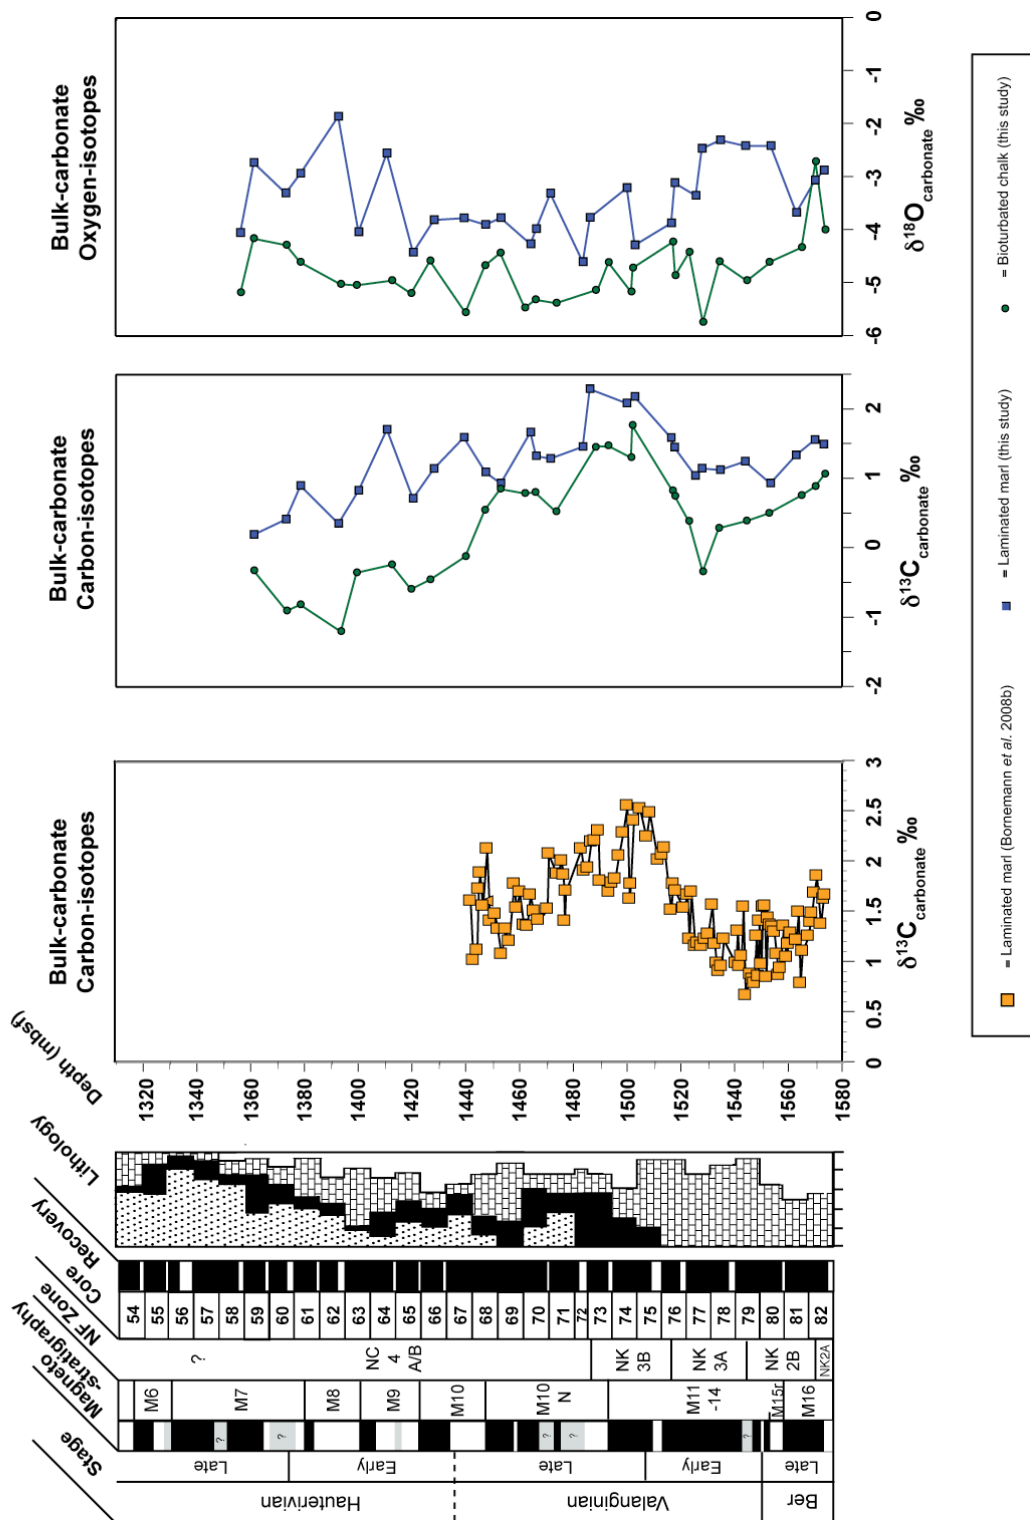 Bulk-carbonate
Oxygen-isotopes
0
-1
-2
-3
-4
-5
-6
δ18Ocarbonate ‰
Bulk-carbonate
Carbon-isotopes
2
1
0
-1
-2
δ13Ccarbonate ‰
Bulk-carbonate
Carbon-isotopes
3
2.5
2
1.5
1
0.5
0
δ13Ccarbonate ‰
Depth (mbsf)
1320
1340
1360
1380
1400
1420
1440
1460
1480
1500
1520
1540
1560
1580
Lithology
Recovery
Core
54
55
56
57
58
59
60
61
62
63
64
65
66
67
68
69
70
71
72
73
74
75
76
77
78
79
80
81
82
NF Zone
?
NC
4
A/B
NK
3B
NK
3A
NK
2B
NK2A
Magneto
-stratigraphy
M6
M7
M8
M9
M10
M10
N
M11
-14
M15r
M16
?
?
?
?
?
Stage
Late
Early
Late
Early
Late
Hauterivian
Valanginian
Ber
= Laminated marl (Bornemann et al. 2008b)
= Laminated marl (this study)
= Bioturbated chalk (this study)